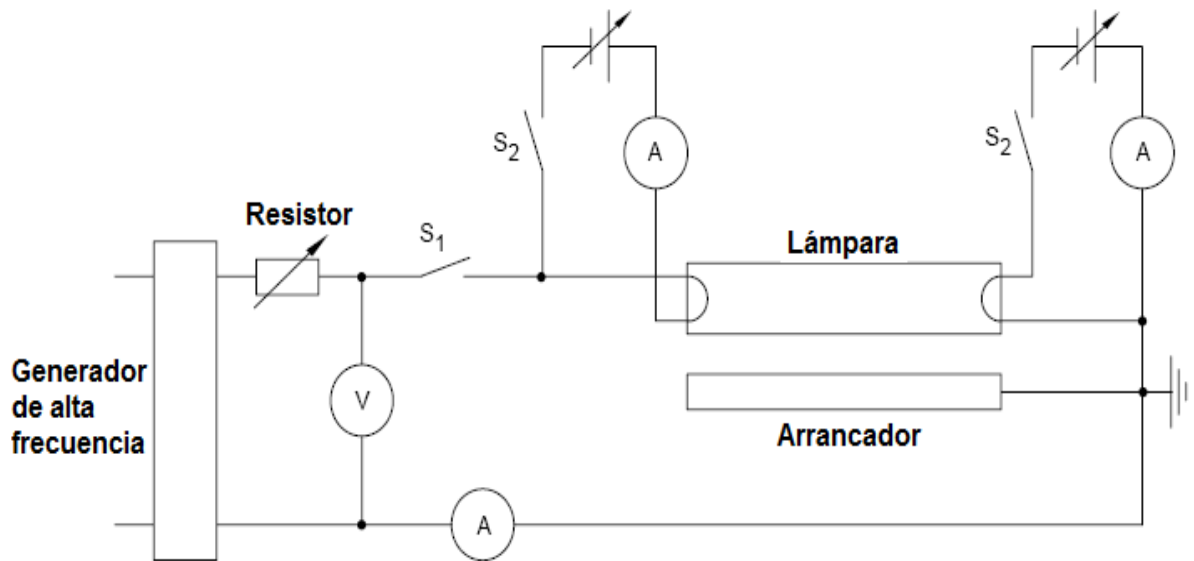 S2
A
S2
A
Resistor
S1
Lámpara
Generador
de alta
frecuencia
V
Arrancador
A